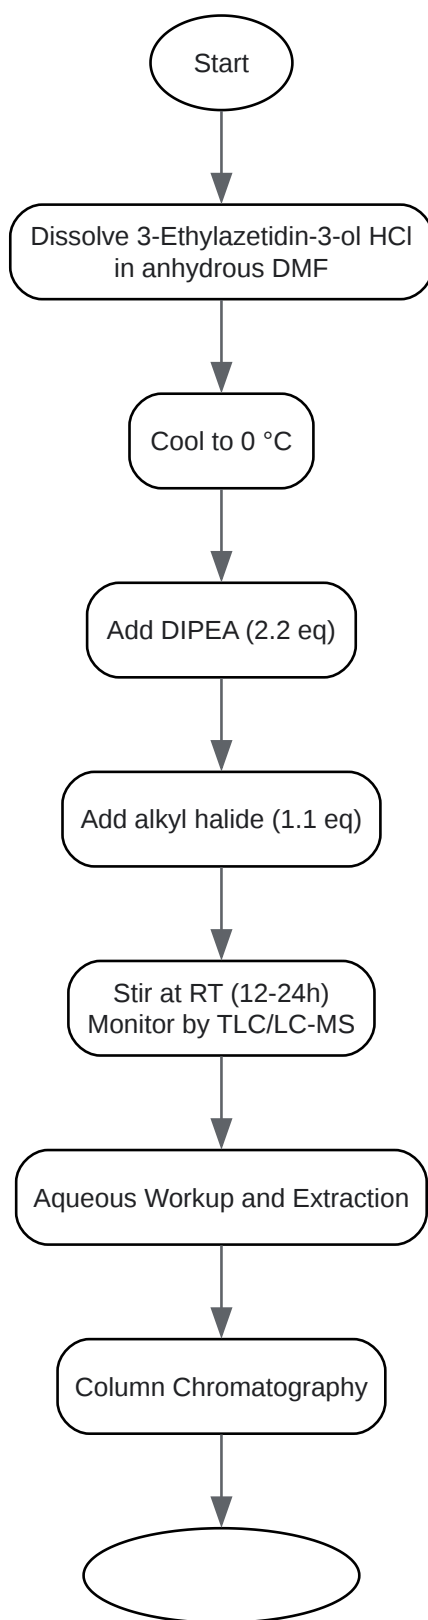 Start
Dissolve 3-Ethylazetidin-3-ol HCl
in anhydrous DMF
Cool to 0 °C
Add DIPEA (2.2 eq)
Add alkyl halide (1.1 eq)
Stir at RT (12-24h)
Monitor by TLC/LC-MS
Aqueous Workup and Extraction
Column Chromatography